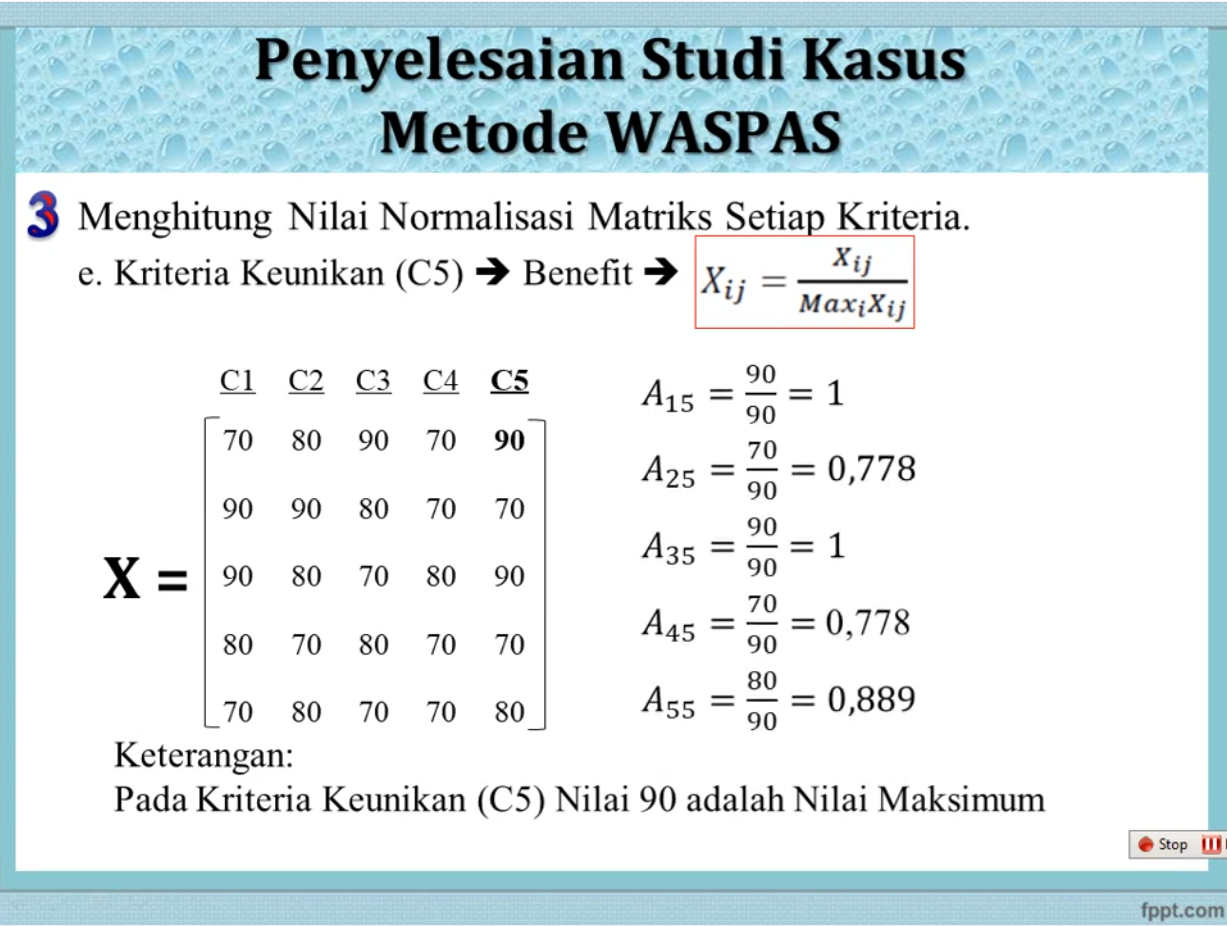 Penyelesaian Studi Kasus
Metode WASPAS
3 Menghitung Nilai Normalisasi Matriks Setiap Kriteria.
e. Kriteria Keunikan (C5) ➔ Benefit ➔ X_ij = X_ij / Max_i X_ij
C1 C2 C3 C4 C5
70 80 90 70 90
90 90 80 70 70
X = 90 80 70 80 90
80 70 80 70 70
70 80 70 70 80
A_15 = 90/90 = 1
A_25 = 70/90 = 0,778
A_35 = 90/90 = 1
A_45 = 70/90 = 0,778
A_55 = 80/90 = 0,889
Keterangan:
Pada Kriteria Keunikan (C5) Nilai 90 adalah Nilai Maksimum
Stop
fppt.com